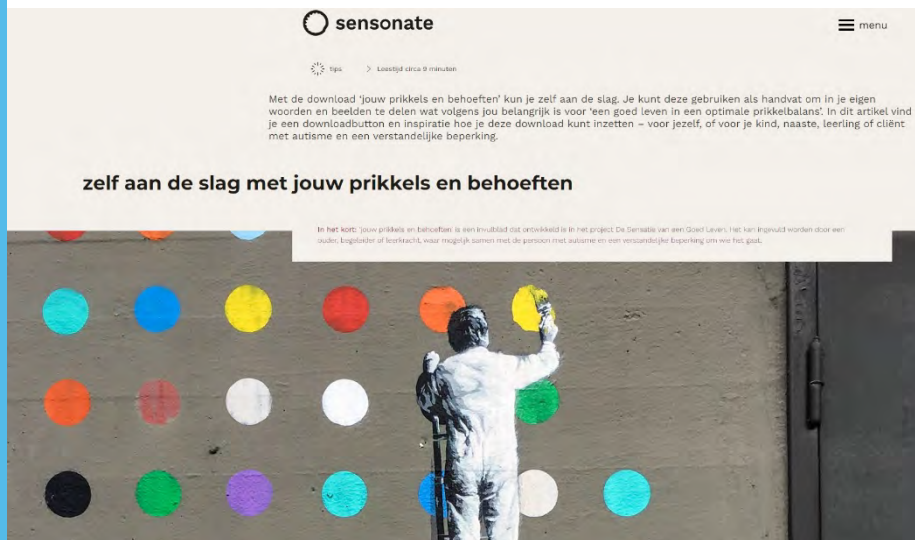 sensonate
menu
tips > Leestijd circa 9 minuten
Met de download ‘jouw prikkels en behoeften’ kun je zelf aan de slag. Je kunt deze gebruiken als handvat om in je eigen
woorden en beelden te delen wat volgens jou belangrijk is voor ‘een goed leven in een optimale prikkelbalans’. In dit artikel vind
je een downloadbutton en inspiratie hoe je deze download kunt inzetten – voor jezelf, of voor je kind, naaste, leerling of cliënt
met autisme en een verstandelijke beperking.
zelf aan de slag met jouw prikkels en behoeften
In het kort: ‘jouw prikkels en behoeften’ is een invulblad dat ontwikkeld is in het project De Sensatie van een Goed Leven. Het kan ingevuld worden door een
ouder, begeleider of leerkracht, waar mogelijk samen met de persoon met autisme en een verstandelijke beperking om wie het gaat.